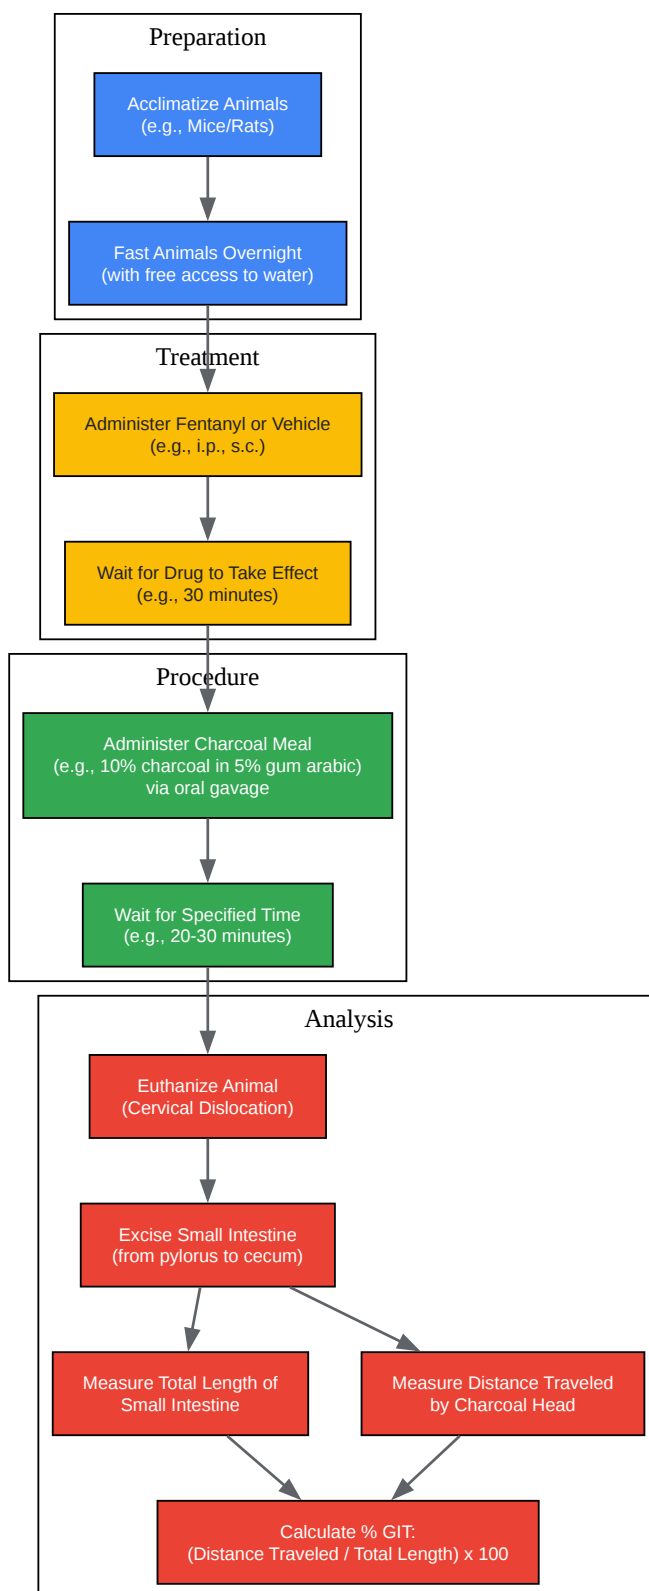 Preparation
Acclimatize Animals
(e.g., Mice/Rats)
Fast Animals Overnight
(with free access to water)
Treatment
Administer Fentanyl or Vehicle
(e.g., i.p., s.c.)
Wait for Drug to Take Effect
(e.g., 30 minutes)
Procedure
Administer Charcoal Meal
(e.g., 10% charcoal in 5% gum arabic)
via oral gavage
Wait for Specified Time
(e.g., 20-30 minutes)
Analysis
Euthanize Animal
(Cervical Dislocation)
Excise Small Intestine
(from pylorus to cecum)
Measure Total Length of
Small Intestine
Measure Distance Traveled
by Charcoal Head
Calculate % GIT:
(Distance Traveled / Total Length) x 100